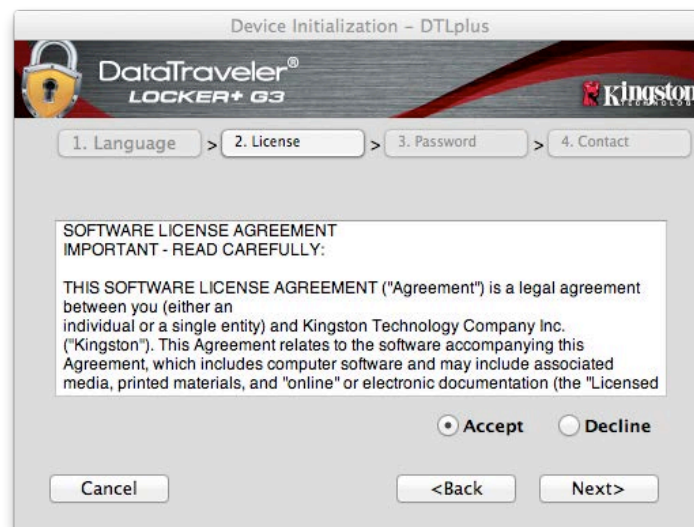 Device Initialization – DTLplus
DataTraveler®
LOCKER+ G3
Kingston
TECHNOLOGY
1. Language > 2. License > 3. Password > 4. Contact
SOFTWARE LICENSE AGREEMENT
IMPORTANT - READ CAREFULLY:
THIS SOFTWARE LICENSE AGREEMENT ("Agreement") is a legal agreement
between you (either an
individual or a single entity) and Kingston Technology Company Inc.
("Kingston"). This Agreement relates to the software accompanying this
Agreement, which includes computer software and may include associated
media, printed materials, and "online" or electronic documentation (the "Licensed
Accept Decline
Cancel <Back Next>